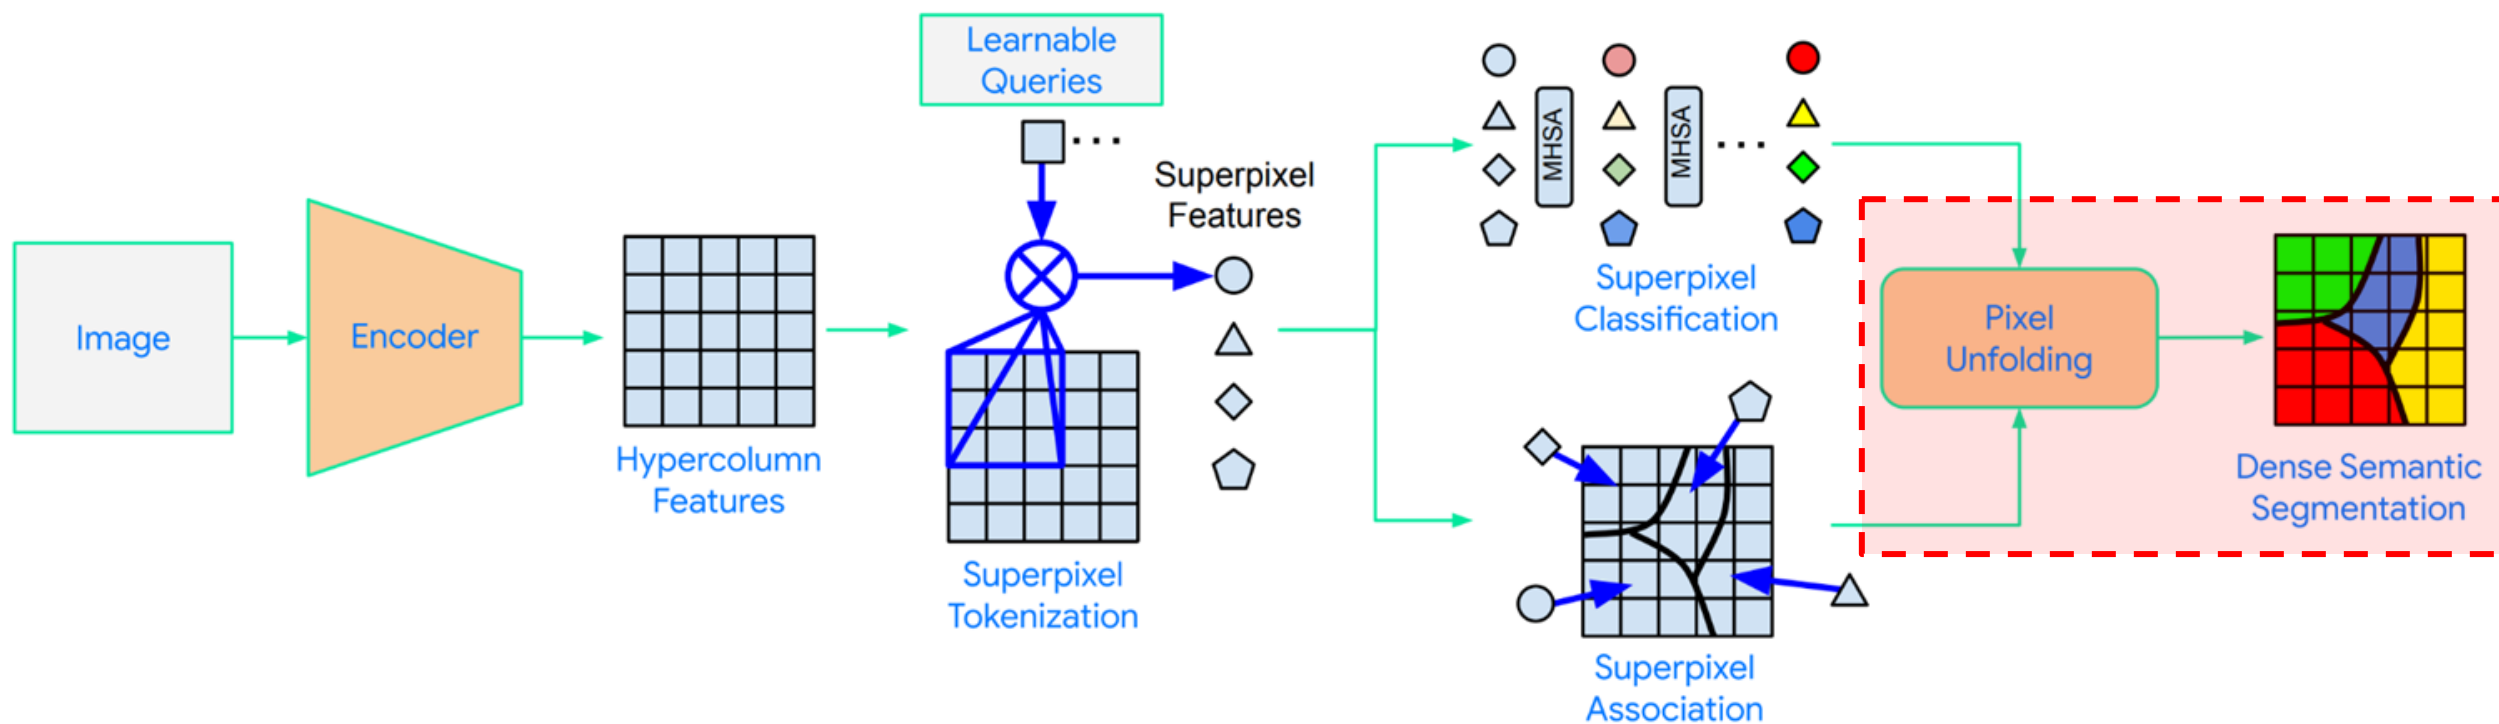 Image
Encoder
Hypercolumn
Features
Learnable
Queries
Superpixel
Features
Superpixel
Tokenization
MHSA
MHSA
Superpixel
Classification
Superpixel
Association
Pixel
Unfolding
Dense Semantic
Segmentation